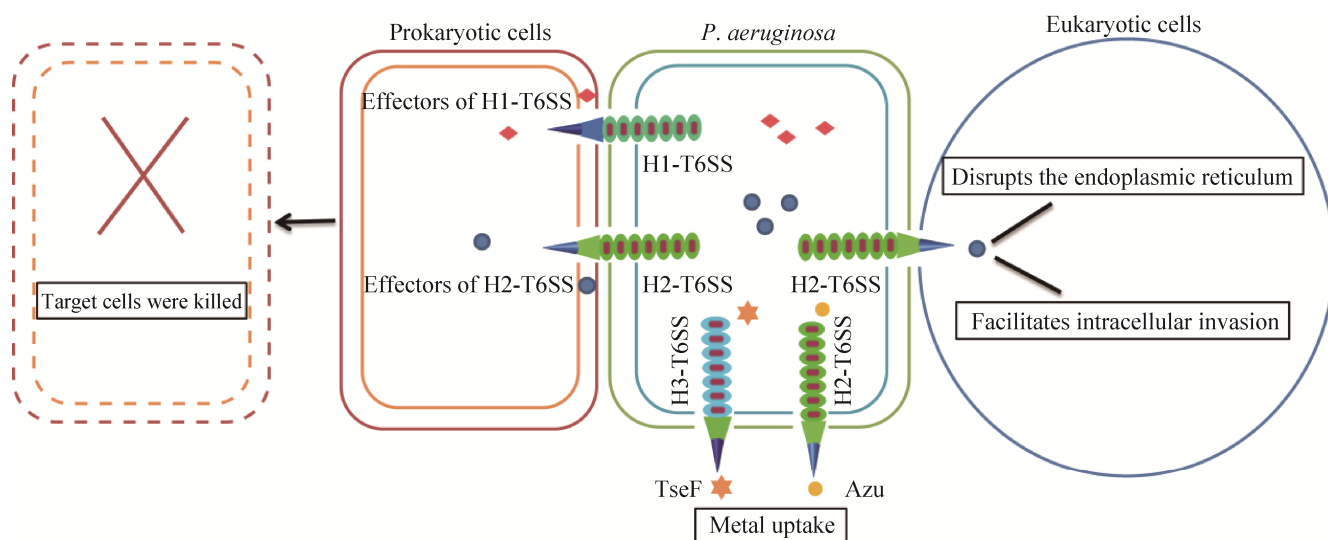 Prokaryotic cells
P. aeruginosa
Eukaryotic cells
Effectors of H1-T6SS
H1-T6SS
Disrupts the endoplasmic reticulum
Target cells were killed
Effectors of H2-T6SS
H2-T6SS
H2-T6SS
Facilitates intracellular invasion
H3-T6SS
H2-T6SS
TseF
Azu
Metal uptake